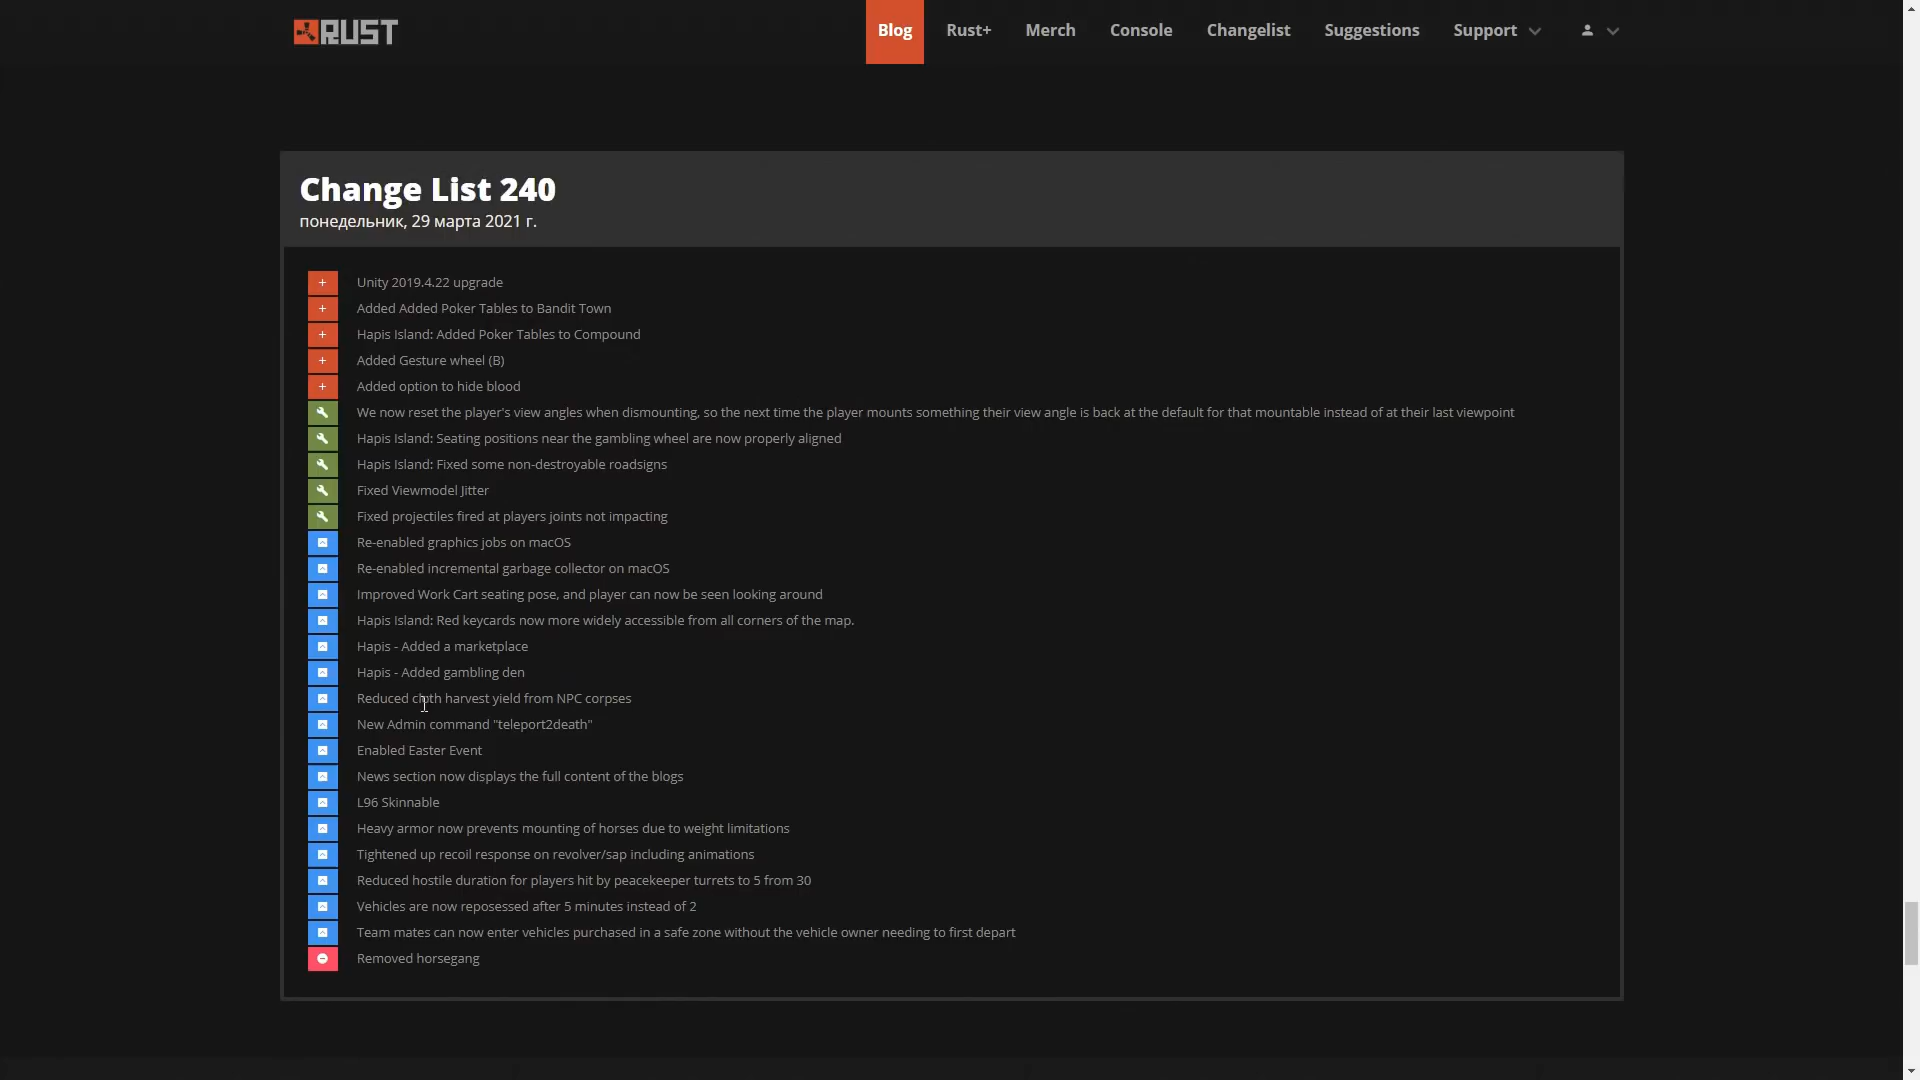 RUST
Blog
Rust+
Merch
Console
Changelist
Suggestions
Support
Change List 240
понедельник, 29 марта 2021 г.
Unity 2019.4.22 upgrade
Added Added Poker Tables to Bandit Town
Hapis Island: Added Poker Tables to Compound
Added Gesture wheel (B)
Added option to hide blood
We now reset the player's view angles when dismounting, so the next time the player mounts something their view angle is back at the default for that mountable instead of at their last viewpoint
Hapis Island: Seating positions near the gambling wheel are now properly aligned
Hapis Island: Fixed some non-destroyable roadsigns
Fixed Viewmodel Jitter
Fixed projectiles fired at players joints not impacting
Re-enabled graphics jobs on macOS
Re-enabled incremental garbage collector on macOS
Improved Work Cart seating pose, and player can now be seen looking around
Hapis Island: Red keycards now more widely accessible from all corners of the map.
Hapis - Added a marketplace
Hapis - Added gambling den
Reduced cloth harvest yield from NPC corpses
New Admin command "teleport2death"
Enabled Easter Event
News section now displays the full content of the blogs
L96 Skinnable
Heavy armor now prevents mounting of horses due to weight limitations
Tightened up recoil response on revolver/sap including animations
Reduced hostile duration for players hit by peacekeeper turrets to 5 from 30
Vehicles are now reposessed after 5 minutes instead of 2
Team mates can now enter vehicles purchased in a safe zone without the vehicle owner needing to first depart
Removed horsegang